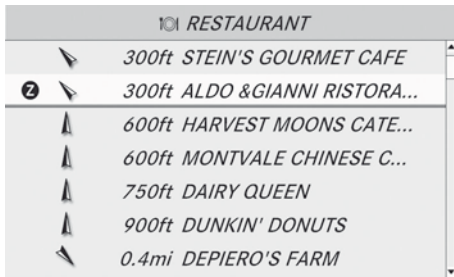 RESTAURANT
300ft STEIN'S GOURMET CAFE
Z 300ft ALDO &GIANNI RISTORA...
600ft HARVEST MOONS CATE...
600ft MONTVALE CHINESE C...
750ft DAIRY QUEEN
900ft DUNKIN' DONUTS
0.4mi DEPIERO'S FARM